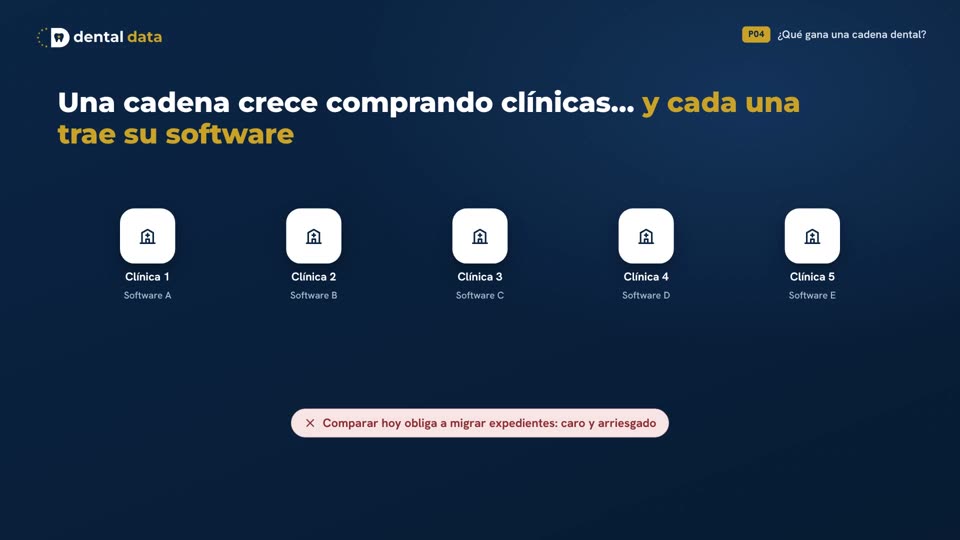 dental data
P04 ¿Qué gana una cadena dental?
Una cadena crece comprando clínicas... y cada una
trae su software
Clínica 1
Software A
Clínica 2
Software B
Clínica 3
Software C
Clínica 4
Software D
Clínica 5
Software E
Comparar hoy obliga a migrar expedientes: caro y arriesgado